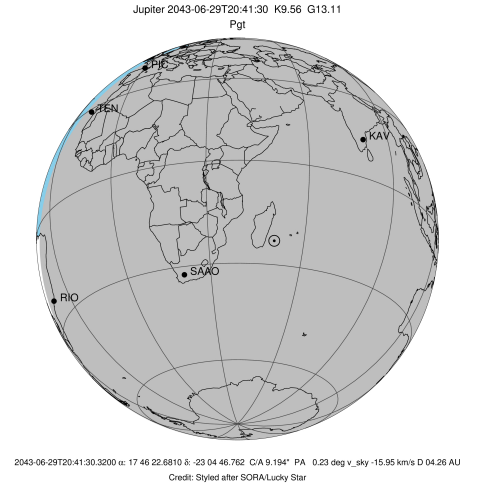 Jupiter 2043-06-29T20:41:30 K9.56 G13.11
Pgt
PIC
TEN
KAV
SAAO
RIO
2043-06-29T20:41:30.3200 α: 17 46 22.6810 δ: -23 04 46.762 C/A 9.194" PA 0.23 deg v_sky -15.95 km/s D 04.26 AU
Credit: Styled after SORA/Lucky Star